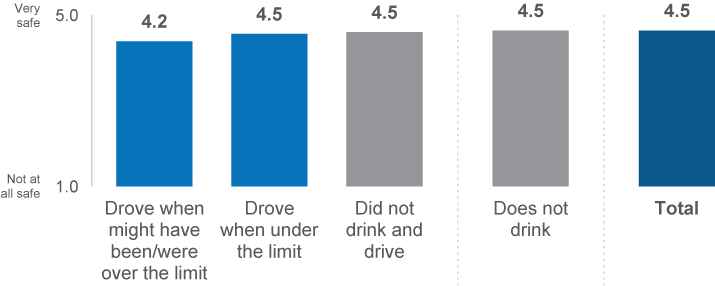 Very
safe
5.0
4.2
4.5
4.5
4.5
4.5
Not at
all safe
1.0
Drove when
might have
been/were
over the limit
Drove
when under
the limit
Did not
drink and
drive
Does not
drink
Total